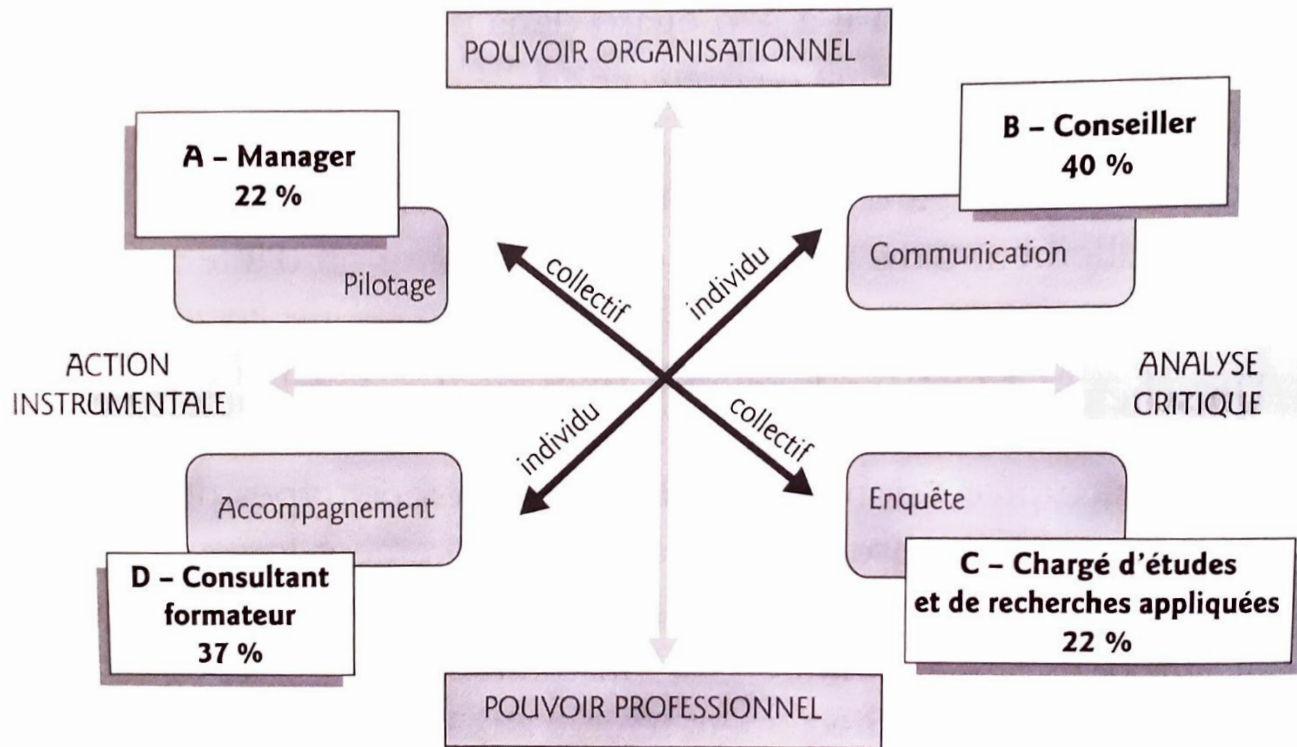 POUVOIR ORGANISATIONNEL
A – Manager
22 %
Pilotage
B – Conseiller
40 %
Communication
collectif
individu
ACTION
INSTRUMENTALE
ANALYSE
CRITIQUE
individu
collectif
Accompagnement
D – Consultant
formateur
37 %
Enquête
C – Chargé d'études
et de recherches appliquées
22 %
POUVOIR PROFESSIONNEL